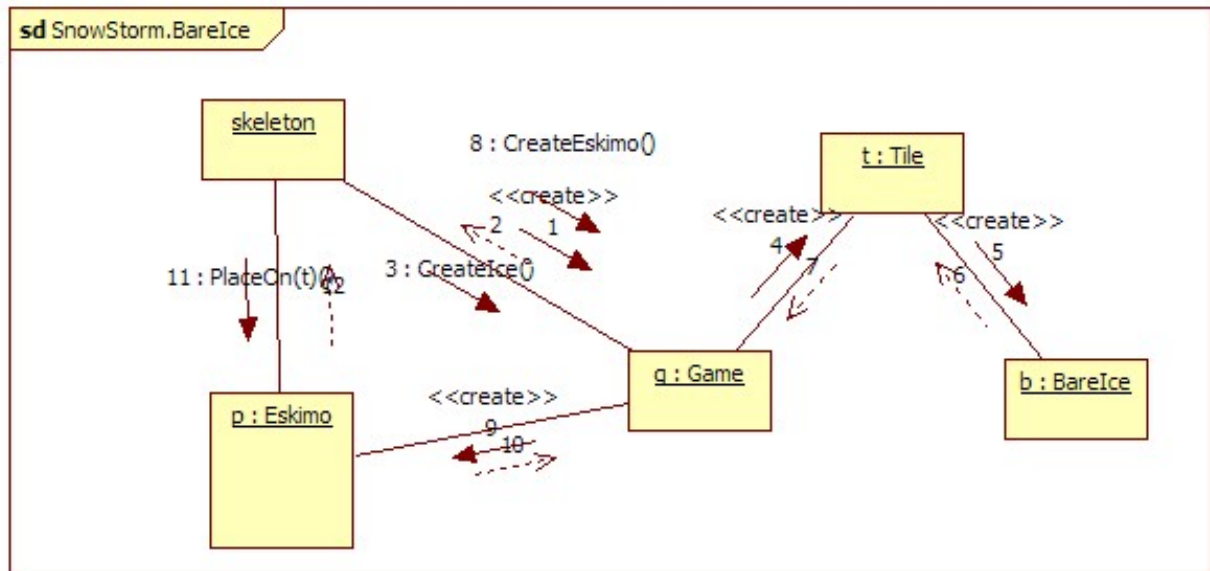 sd SnowStorm.BareIce
skeleton
8 : CreateEskimo()
t : Tile
<<create>>
2
1
<<create>>
4
7
<<create>>
5
6
3 : CreateIce()
11 : PlaceOn(t)()
12
g : Game
b : BareIce
<<create>>
p : Eskimo
9
10